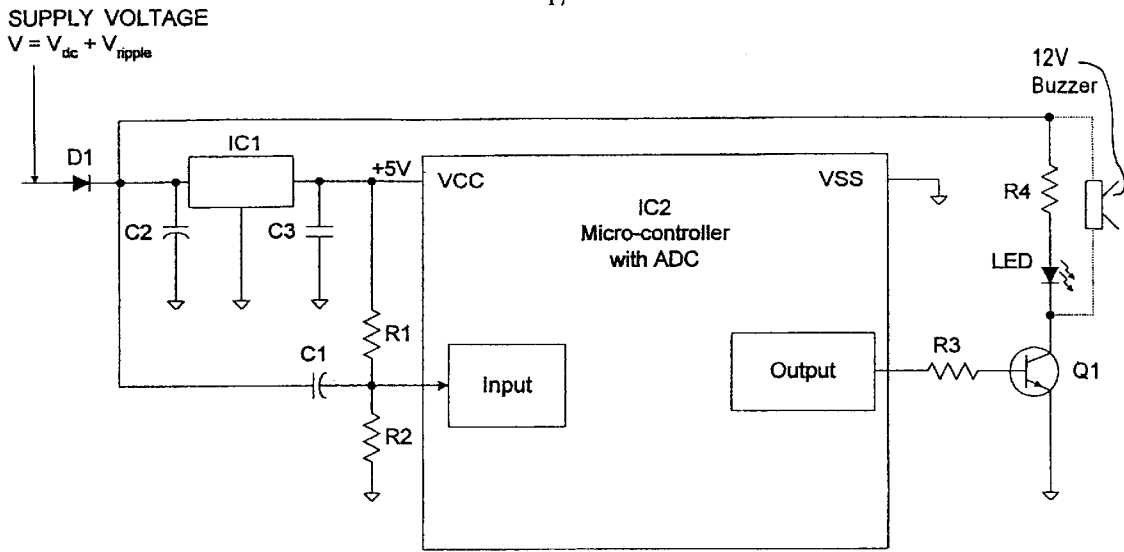 SUPPLY VOLTAGE
V = Vdc + Vripple
12V
Buzzer
D1
IC1
+5V
VCC
VSS
IC2
Micro-controller
with ADC
R4
C2
C3
LED
R1
C1
Input
Output
R3
Q1
R2